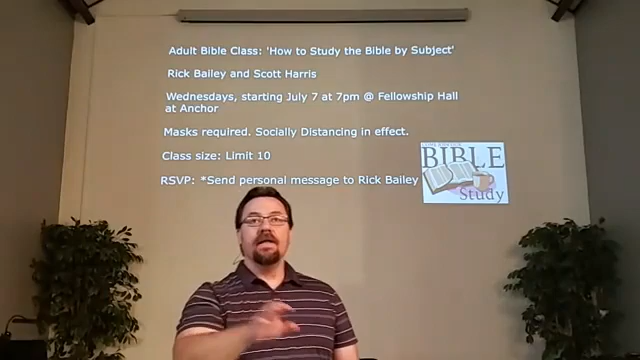 Adult Bible Class: 'How to Study the Bible by Subject'
Rick Bailey and Scott Harris
Wednesdays, starting July 7 at 7pm @ Fellowship Hall
at Anchor
Masks required. Socially Distancing in effect.
Class size: Limit 10
RSVP: *Send personal message to Rick Bailey
BIBLE
Study